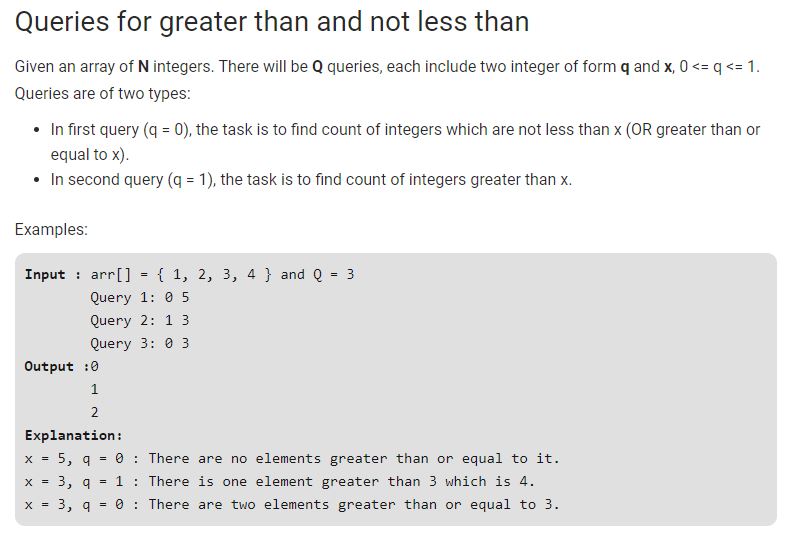 Queries for greater than and not less than
Given an array of N integers. There will be Q queries, each include two integer of form q and x, 0 <= q <= 1.
Queries are of two types:
• In first query (q = 0), the task is to find count of integers which are not less than x (OR greater than or
equal to x).
• In second query (q = 1), the task is to find count of integers greater than x.
Examples:
Input : arr[] = { 1, 2, 3, 4 } and Q = 3
Query 1: 0 5
Query 2: 1 3
Query 3: 0 3
Output :0
1
2
Explanation:
x = 5, q = 0 : There are no elements greater than or equal to it.
x = 3, q = 1 : There is one element greater than 3 which is 4.
x = 3, q = 0 : There are two elements greater than or equal to 3.